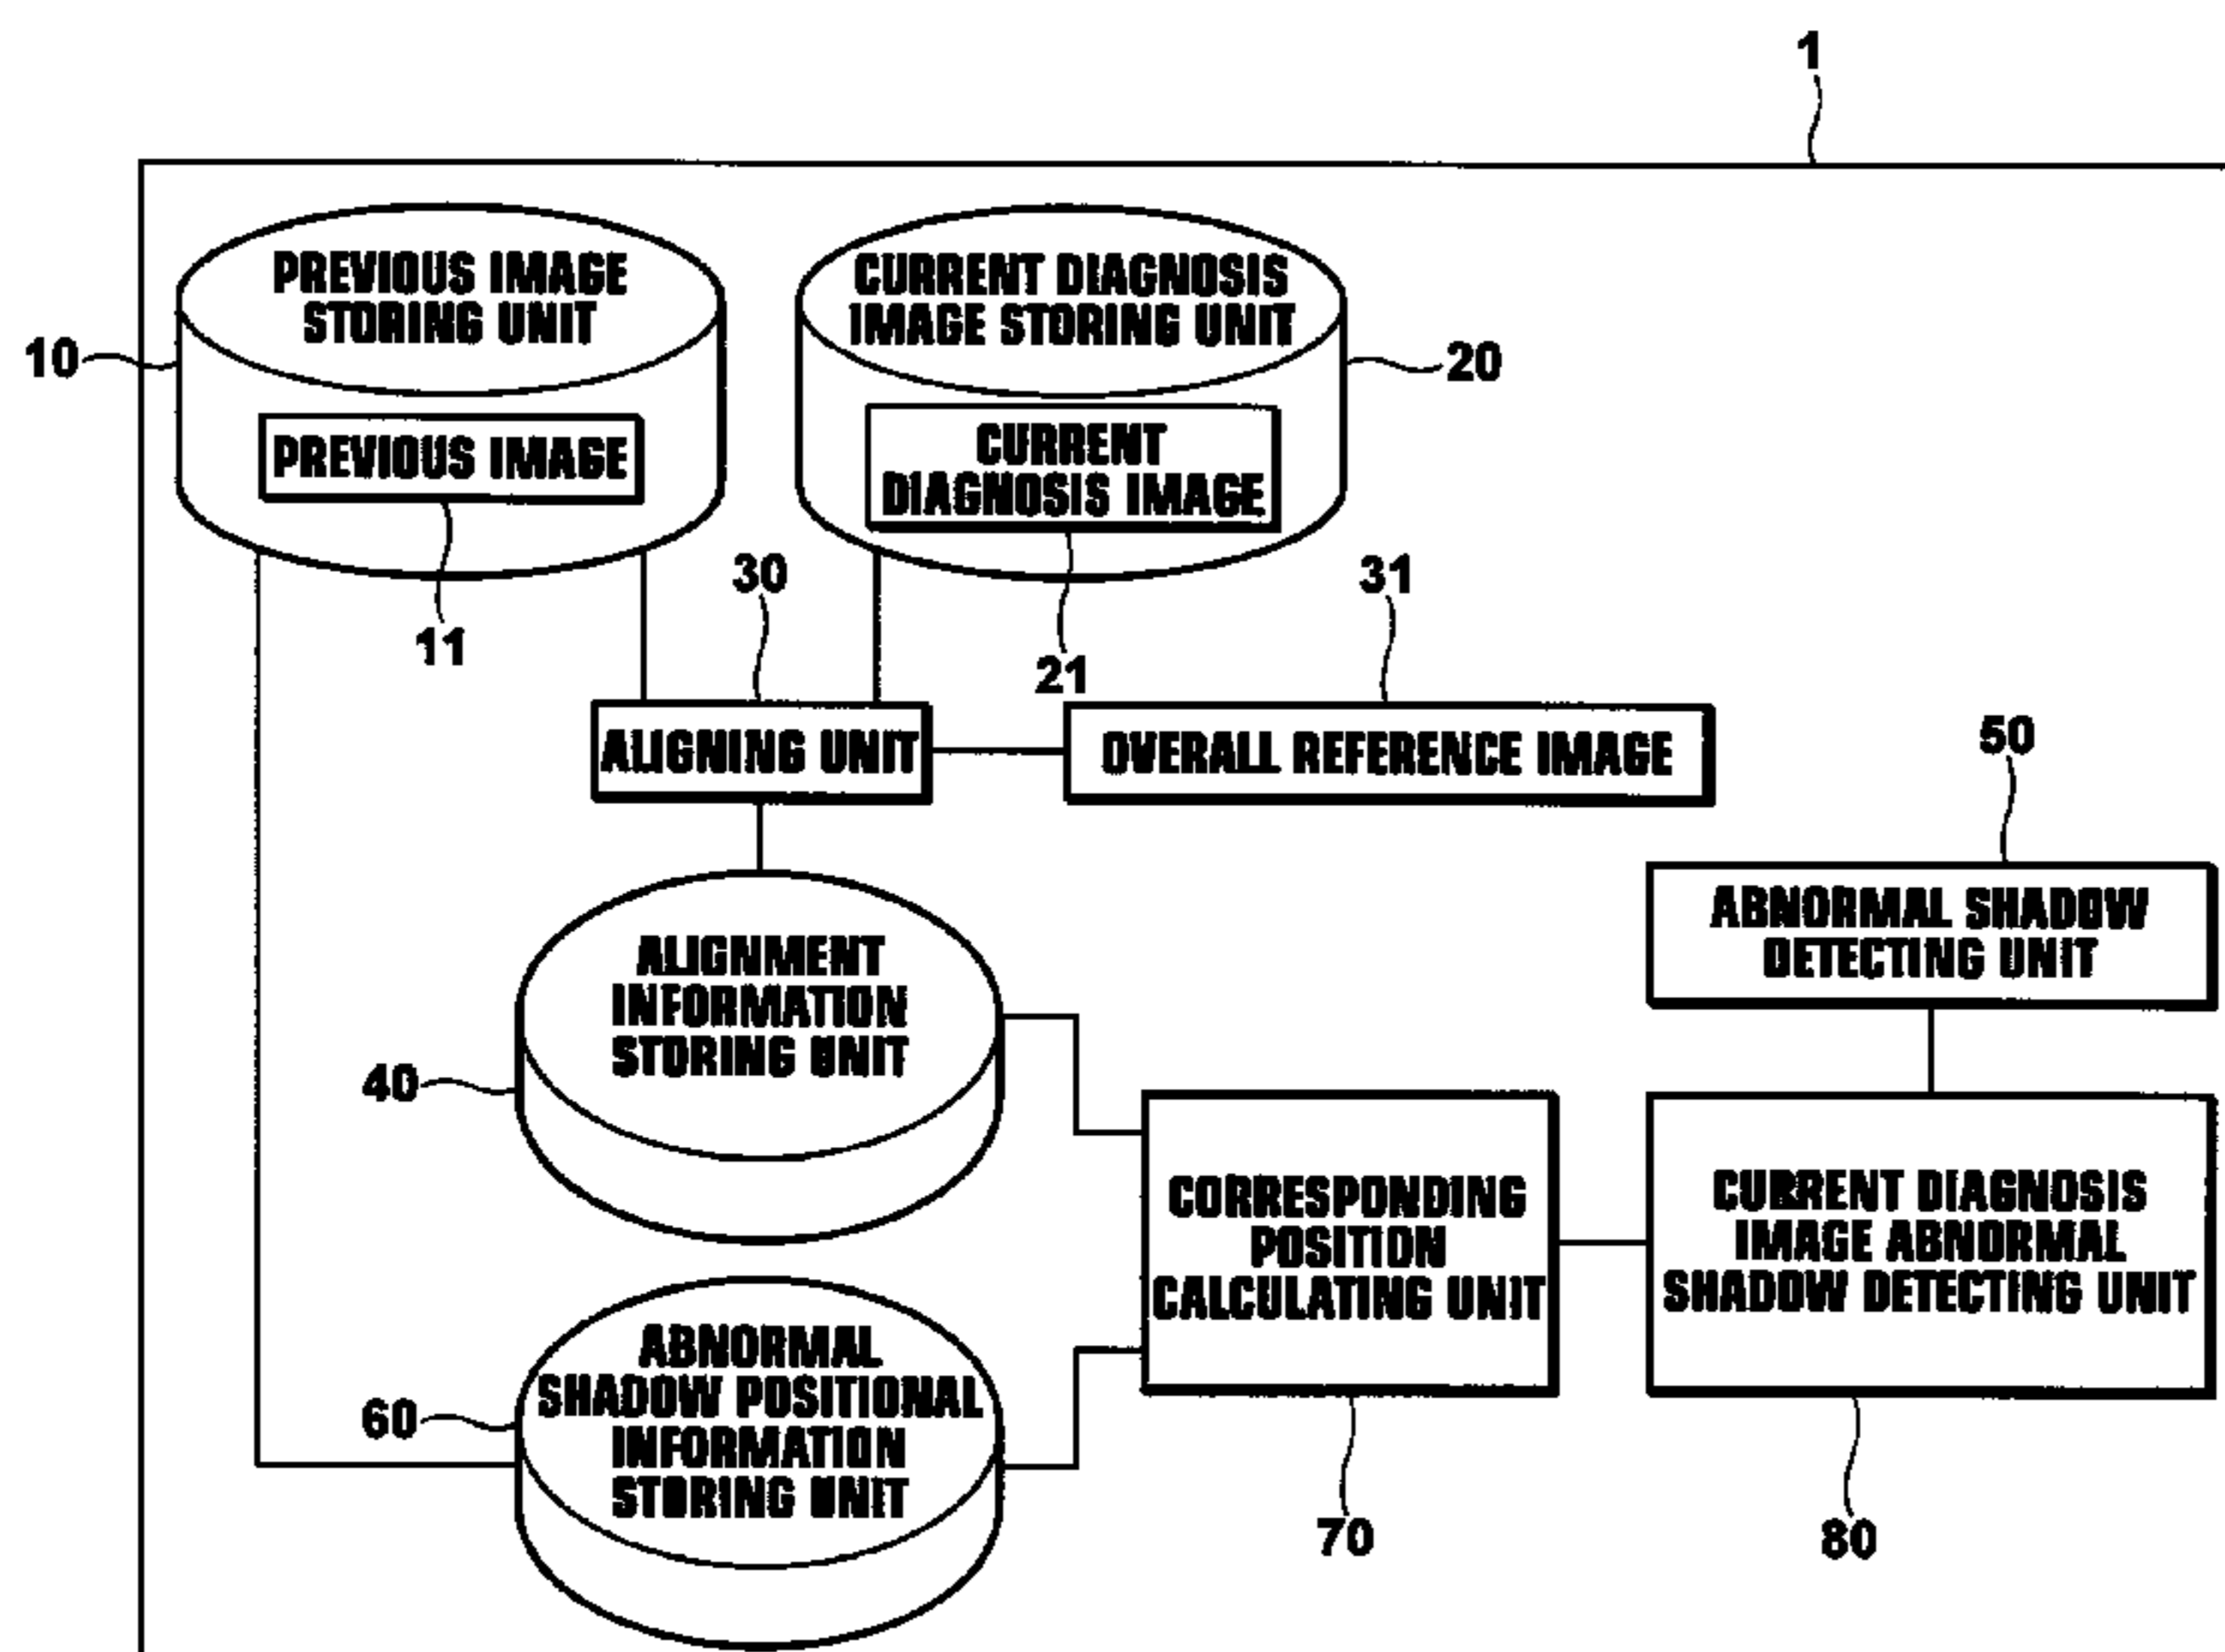 1
PREVIOUS IMAGE
STORING UNIT
CURRENT DIAGNOSIS
IMAGE STORING UNIT
10
20
PREVIOUS IMAGE
CURRENT
DIAGNOSIS IMAGE
11
30
21
31
ALIGNING UNIT
OVERALL REFERENCE IMAGE
50
ABNORMAL SHADOW
DETECTING UNIT
ALIGNMENT
INFORMATION
STORING UNIT
40
CORRESPONDING
POSITION
CALCULATING UNIT
CURRENT DIAGNOSIS
IMAGE ABNORMAL
SHADOW DETECTING UNIT
ABNORMAL
SHADOW POSITIONAL
INFORMATION
STORING UNIT
60
70
80